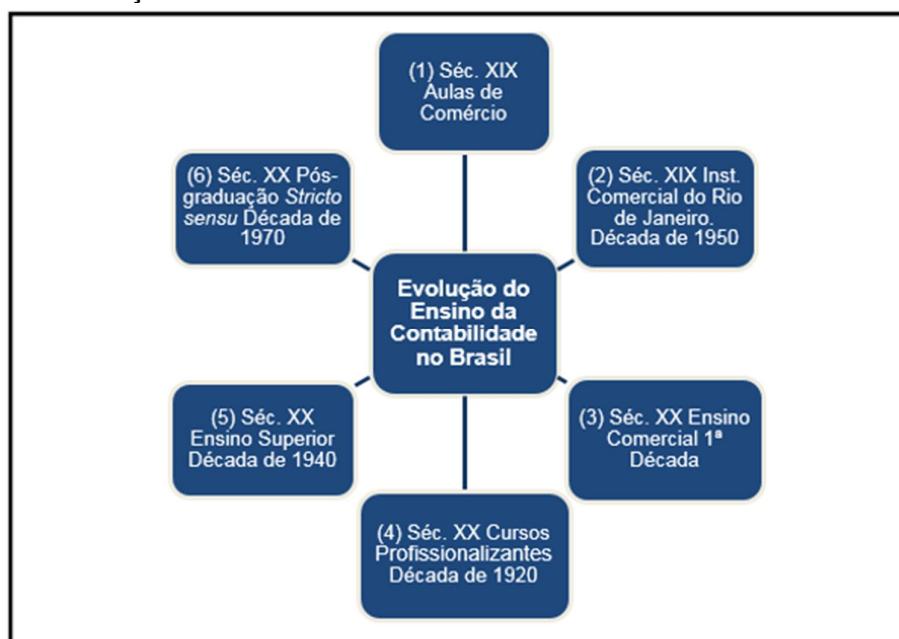 (1) Séc. XIX
Aulas de
Comércio
(2) Séc. XIX Inst.
Comercial do Rio
de Janeiro.
Década de 1950
(3) Séc. XX Ensino
Comercial 1ª
Década
(4) Séc. XX Cursos
Profissionalizantes
Década de 1920
(5) Séc. XX
Ensino Superior
Década de 1940
(6) Séc. XX Pós-
graduação Stricto
sensu Década de
1970
Evolução do
Ensino da
Contabilidade
no Brasil